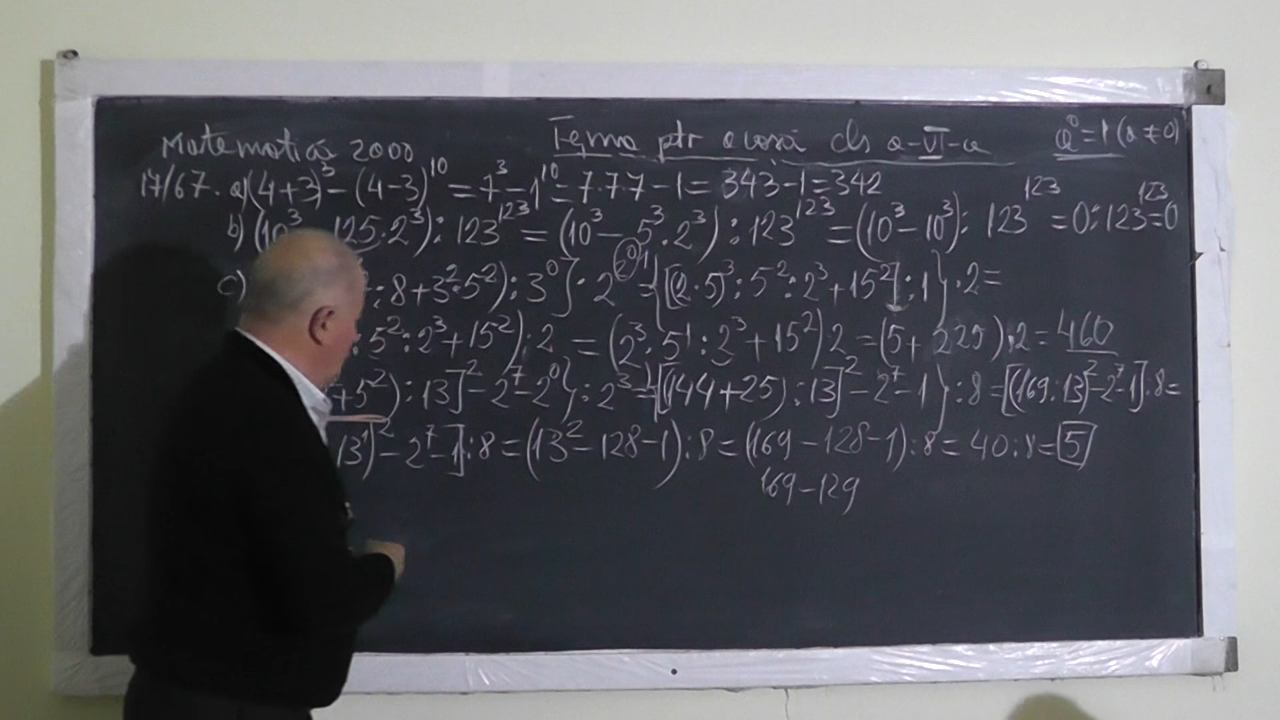 Matematică 2000 Tema ptr acasă cls a-VI-a a⁰=1 (a ≠ 0)
17/67. a) (4+3)³-(4-3)¹⁰ = 7³-1¹⁰ = 7·7·7-1 = 343-1 = 342
b) (10³-125·2³):123¹²³ = (10³-5³·2³):123¹²³ = (10³-10³):123¹²³ = 0:123¹²³ = 0
c) :8+3²·5²):3⁰}·2^(2⁰) = {[(2·5)³:5²:2³+15²]:1}·2=
:5²:2³+15²)·2 = (2³·5¹:2³+15²)·2 = (5+225)·2 = 460
+5²):13]²-2⁷-2⁰}:2³ = {[(144+25):13]²-2⁷-1}:8 = [(169:13)²-2⁷-1]:8=
13¹)²-2⁷-1]:8 = (13²-128-1):8 = (169-128-1):8 = 40:8 = 5
169-129